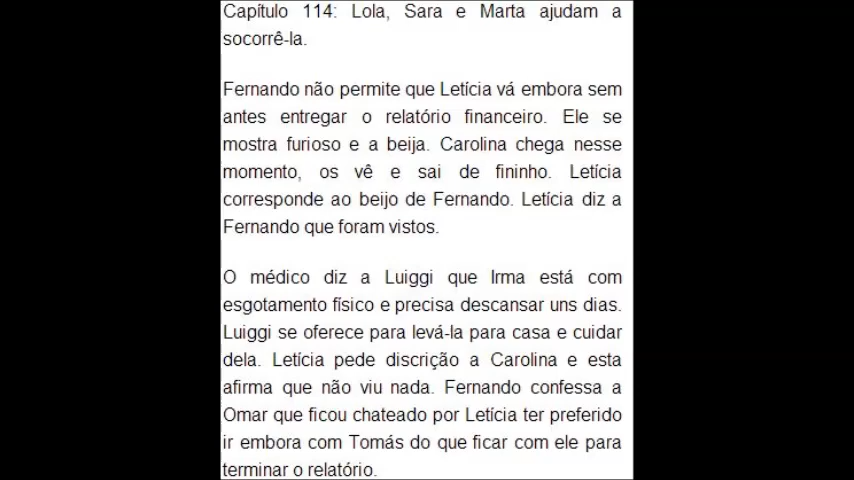 Capítulo 114: Lola, Sara e Marta ajudam a
socorrê-la.
Fernando não permite que Letícia vá embora sem
antes entregar o relatório financeiro. Ele se
mostra furioso e a beija. Carolina chega nesse
momento, os vê e sai de fininho. Letícia
corresponde ao beijo de Fernando. Letícia diz a
Fernando que foram vistos.
O médico diz a Luiggi que Irma está com
esgotamento físico e precisa descansar uns dias.
Luiggi se oferece para levá-la para casa e cuidar
dela. Letícia pede discrição a Carolina e esta
afirma que não viu nada. Fernando confessa a
Omar que ficou chateado por Letícia ter preferido
ir embora com Tomás do que ficar com ele para
terminar o relatório.